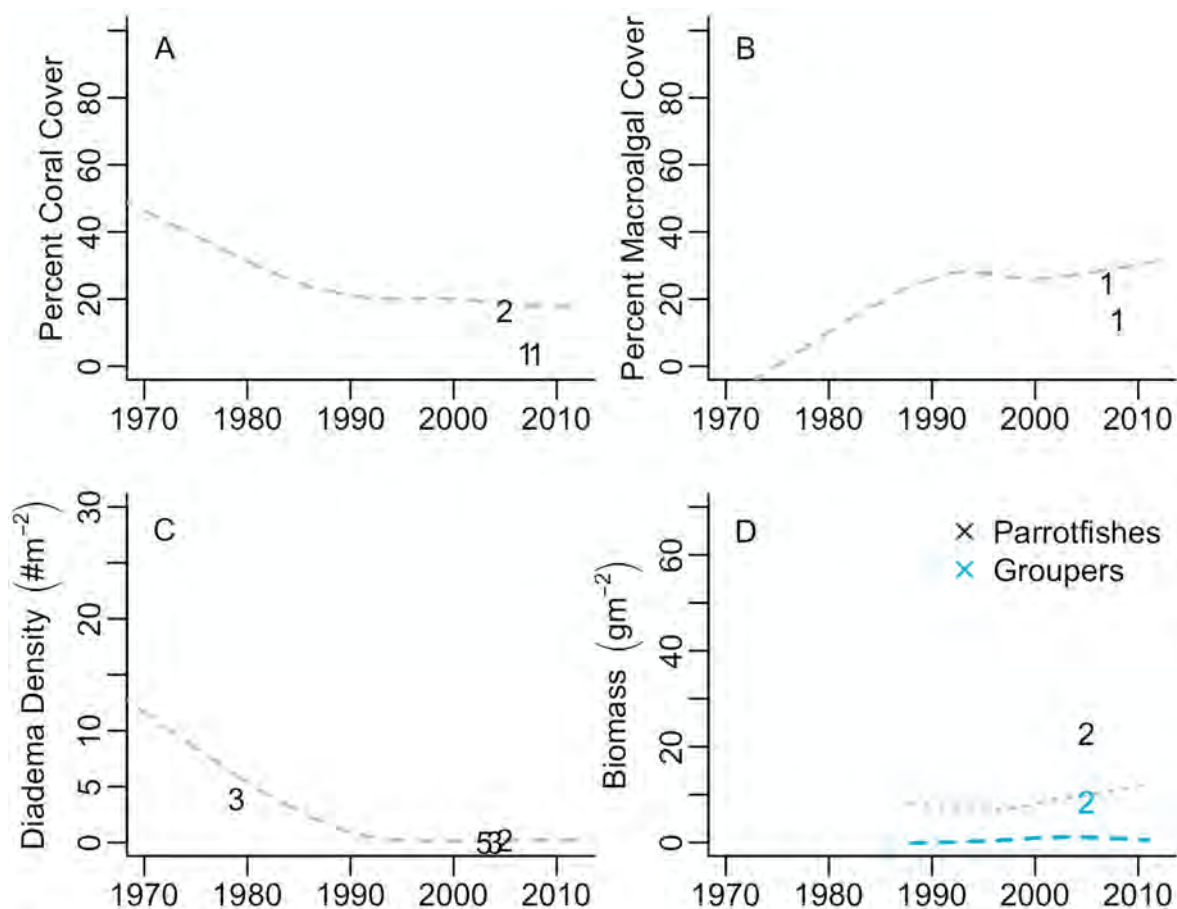 A
Percent Coral Cover
0 20 40 60 80
2
11
1970 1980 1990 2000 2010
B
Percent Macroalgal Cover
0 20 40 60 80
1
1
1970 1980 1990 2000 2010
C
Diadema Density (#m⁻²)
0 5 10 20 30
3
532
1970 1980 1990 2000 2010
D
× Parrotfishes
× Groupers
Biomass (gm⁻²)
0 20 40 60
2
2
1970 1980 1990 2000 2010